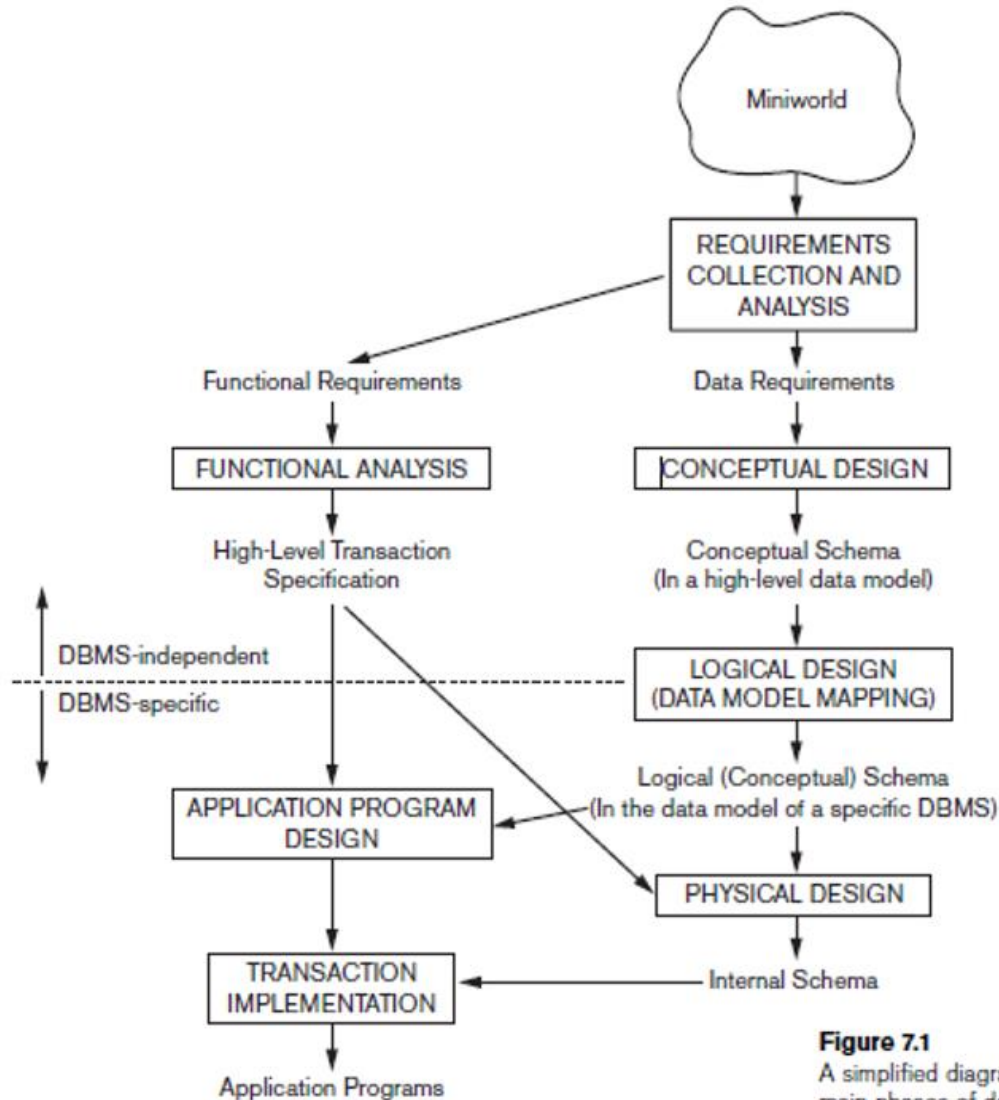 Miniworld
REQUIREMENTS
COLLECTION AND
ANALYSIS
Functional Requirements
Data Requirements
FUNCTIONAL ANALYSIS
CONCEPTUAL DESIGN
High-Level Transaction
Specification
Conceptual Schema
(In a high-level data model)
DBMS-independent
DBMS-specific
LOGICAL DESIGN
(DATA MODEL MAPPING)
Logical (Conceptual) Schema
(In the data model of a specific DBMS)
APPLICATION PROGRAM
DESIGN
PHYSICAL DESIGN
TRANSACTION
IMPLEMENTATION
Internal Schema
Application Programs
Figure 7.1
A simplified diagra